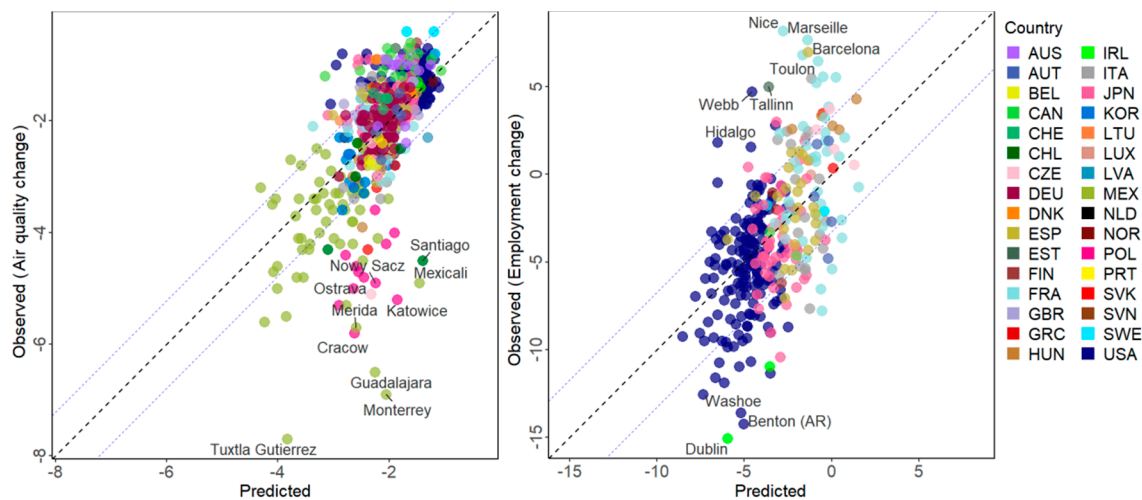 Observed (Air quality change)
-2
-4
-6
-8
Santiago
Nowy Sacz
Mexicali
Ostrava
Merida
Katowice
Cracow
Guadalajara
Monterrey
Tuxtla Gutierrez
-8
-6
-4
-2
Predicted
Observed (Employment change)
5
0
-5
-10
-15
Nice
Marseille
Barcelona
Toulon
Webb
Tallinn
Hidalgo
Washoe
Benton (AR)
Dublin
-15
-10
-5
0
5
Predicted
Country
AUS
AUT
BEL
CAN
CHE
CHL
CZE
DEU
DNK
ESP
EST
FIN
FRA
GBR
GRC
HUN
IRL
ITA
JPN
KOR
LTU
LUX
LVA
MEX
NLD
NOR
POL
PRT
SVK
SVN
SWE
USA